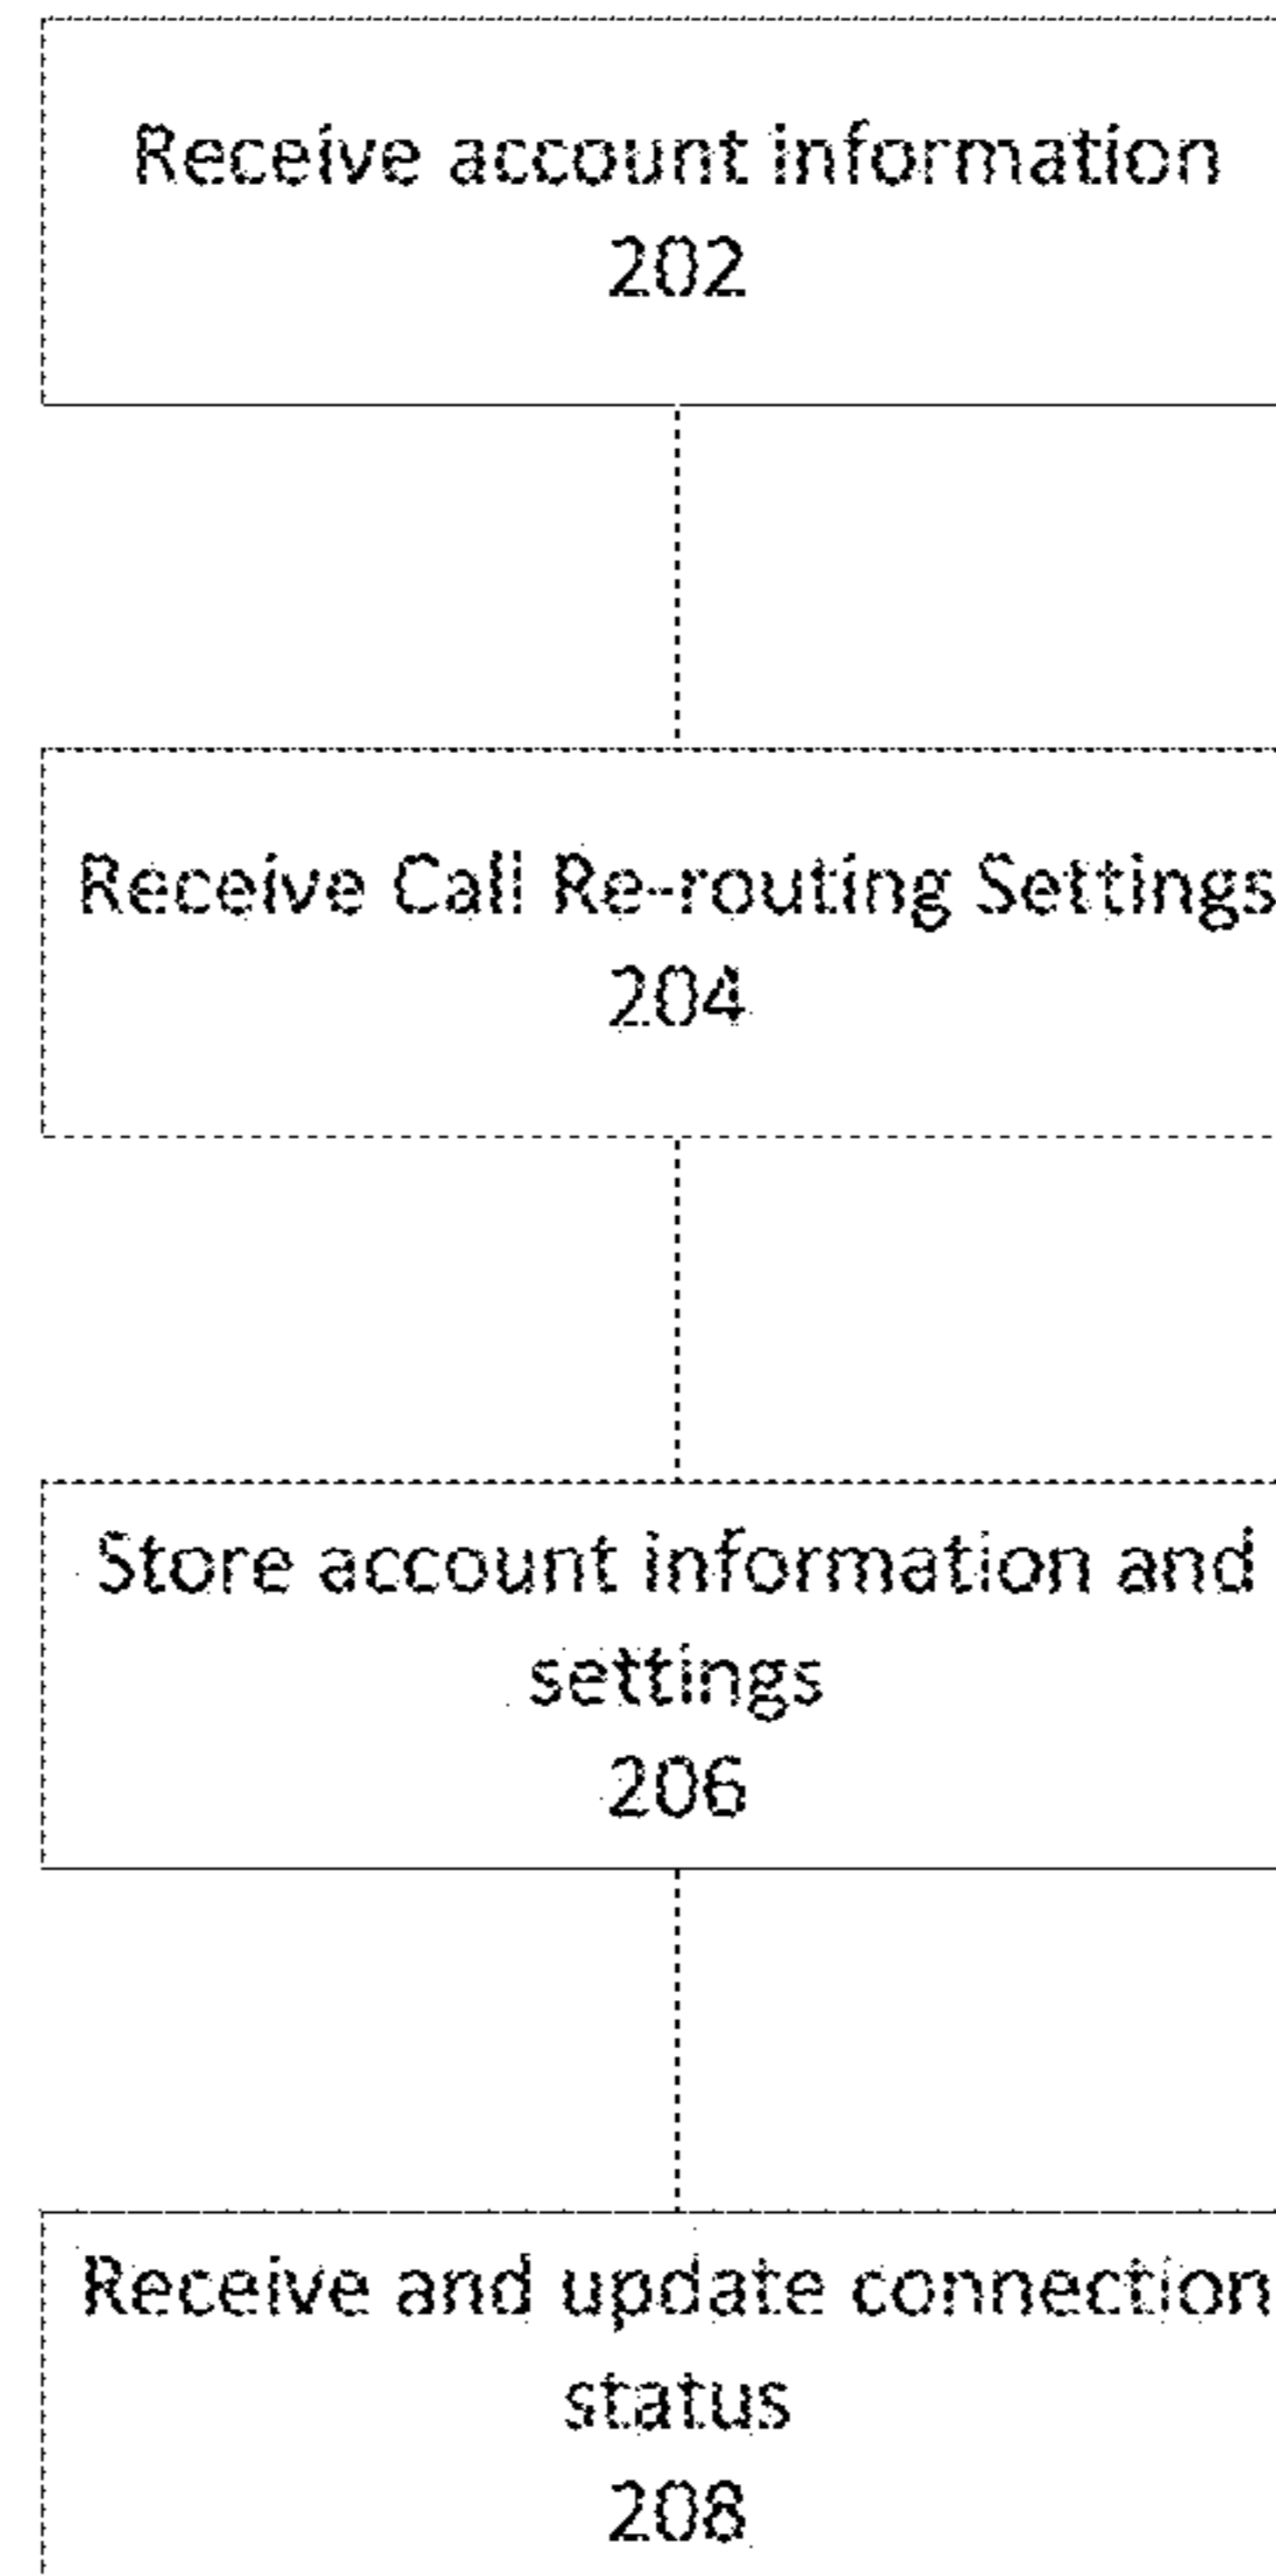 Receive account information
202
Receive Call Re-routing Settings
204
Store account information and
settings
206
Receive and update connection
status
208